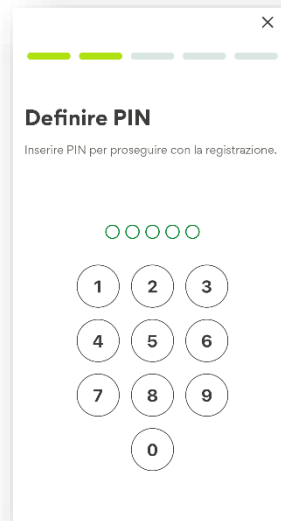 Definire PIN
Inserire PIN per proseguire con la registrazione.
1 2 3
4 5 6
7 8 9
0